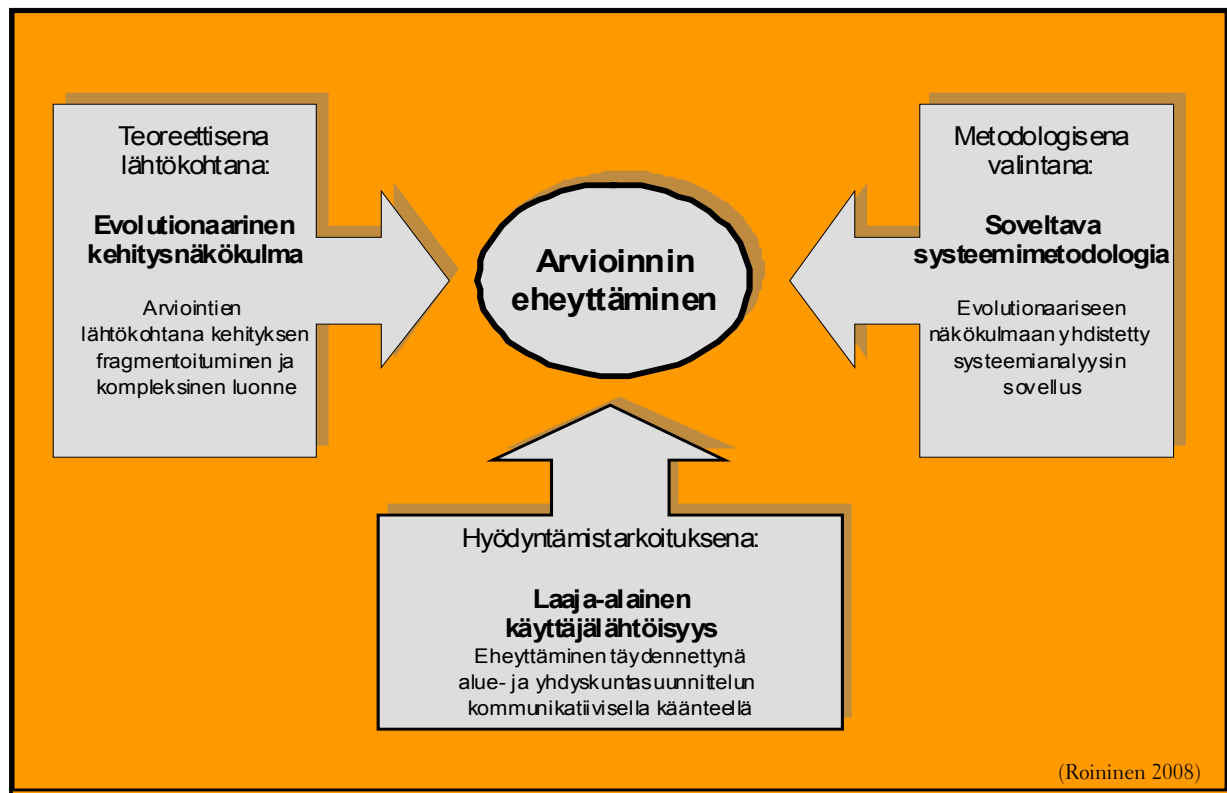 Teoreettisena
lähtökohtana:
Evolutionaarinen
kehitysnäkökulma
Arviointien
lähtökohtana kehityksen
fragmentoituminen ja
kompleksinen luonne
Arvioinnin
eheyttäminen
Metodologisena
valintana:
Soveltava
systeemimetodologia
Evolutionaariseen
näkökulmaan yhdistetty
systeemianalyysin
sovellus
Hyödyntämistarkoituksena:
Laaja-alainen
käyttäjälähtöisyys
Eheyttäminen täydennettynä
alue- ja yhdyskuntasuunnittelun
kommunikatiivisella käänteellä
(Roininen 2008)